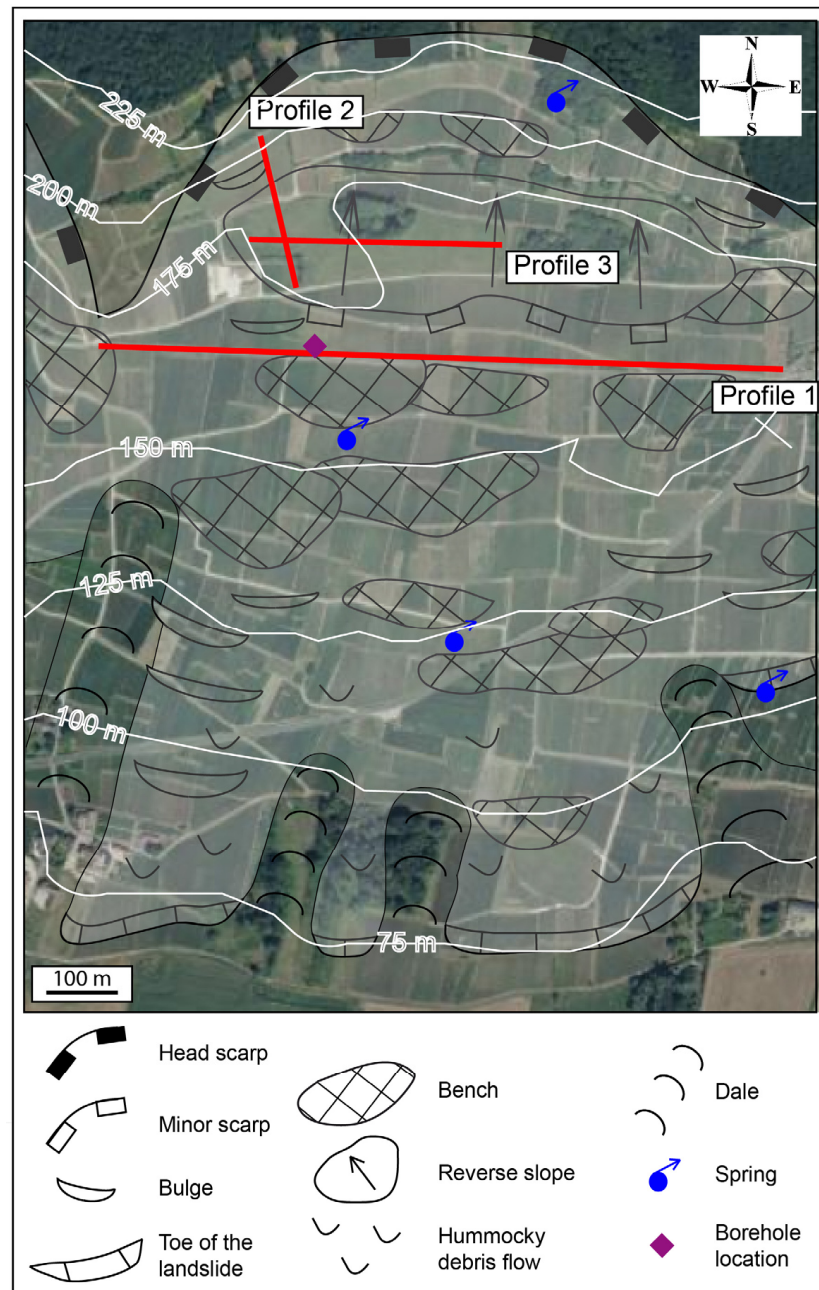 N
W E
S
225 m
Profile 2
200 m
175 m
Profile 3
Profile 1
150 m
125 m
100 m
75 m
100 m
Head scarp
Minor scarp
Bulge
Toe of the
landslide
Bench
Reverse slope
Hummocky
debris flow
Dale
Spring
Borehole
location